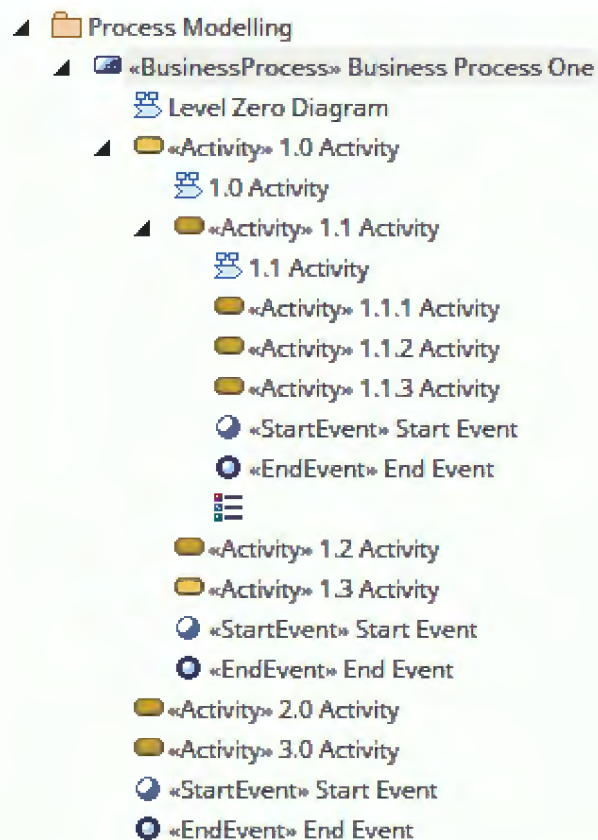 Process Modelling
«BusinessProcess» Business Process One
Level Zero Diagram
«Activity» 1.0 Activity
1.0 Activity
«Activity» 1.1 Activity
1.1 Activity
«Activity» 1.1.1 Activity
«Activity» 1.1.2 Activity
«Activity» 1.1.3 Activity
«StartEvent» Start Event
«EndEvent» End Event
«Activity» 1.2 Activity
«Activity» 1.3 Activity
«StartEvent» Start Event
«EndEvent» End Event
«Activity» 2.0 Activity
«Activity» 3.0 Activity
«StartEvent» Start Event
«EndEvent» End Event